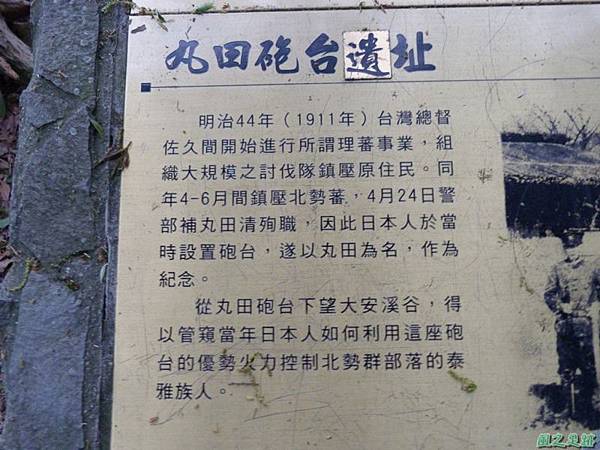 丸田砲台遺址
明治44年（1911年）台灣總督
佐久間開始進行所謂理蕃事業，組
織大規模之討伐隊鎮壓原住民。同
年4-6月間鎮壓北勢蕃，4月24日警
部補丸田清殉職，因此日本人於當
時設置砲台，遂以丸田為名，作為
紀念。
從丸田砲台下望大安溪谷，得
以管窺當年日本人如何利用這座砲
台的優勢火力控制北勢群部落的泰
雅族人。